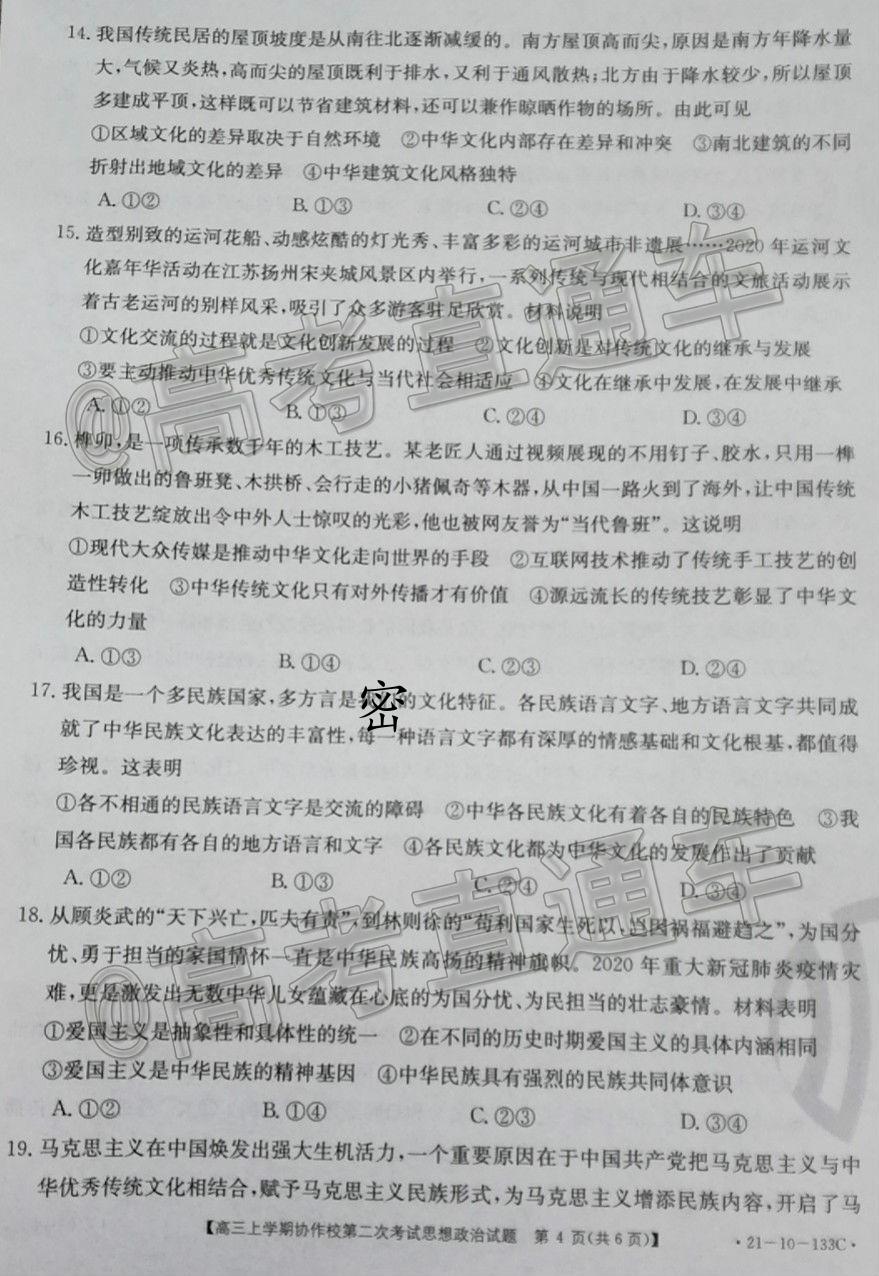 14. 我国传统民居的屋顶坡度是从南往北逐渐减缓的。南方屋顶高而尖,原因是南方年降水量
大,气候又炎热,高而尖的屋顶既利于排水,又利于通风散热;北方由于降水较少,所以屋顶
多建成平顶,这样既可以节省建筑材料,还可以兼作晾晒作物的场所。由此可见
①区域文化的差异取决于自然环境 ②中华文化内部存在差异和冲突 ③南北建筑的不同
折射出地域文化的差异 ④中华建筑文化风格独特
A. ①② B. ①③ C. ②④ D. ③④
15. 造型别致的运河花船、动感炫酷的灯光秀、丰富多彩的运河城市非遗展……2020 年运河文
化嘉年华活动在江苏扬州宋夹城风景区内举行,一系列传统与现代相结合的文旅活动展示
着古老运河的别样风采,吸引了众多游客驻足欣赏。材料说明
①文化交流的过程就是文化创新发展的过程 ②文化创新是对传统文化的继承与发展
③要主动推动中华优秀传统文化与当代社会相适应 ④文化在继承中发展,在发展中继承
A. ①② B. ①③ C. ②④ D. ③④
16. 榫卯,是一项传承数千年的木工技艺。某老匠人通过视频展现的不用钉子、胶水,只用一榫
一卯做出的鲁班凳、木拱桥、会行走的小猪佩奇等木器,从中国一路火到了海外,让中国传统
木工技艺绽放出令中外人士惊叹的光彩,他也被网友誉为“当代鲁班”。这说明
①现代大众传媒是推动中华文化走向世界的手段 ②互联网技术推动了传统手工技艺的创
造性转化 ③中华传统文化只有对外传播才有价值 ④源远流长的传统技艺彰显了中华文
化的力量
A. ①③ B. ①④ C. ②③ D. ②④
17. 我国是一个多民族国家,多方言是 密 的文化特征。各民族语言文字、地方语言文字共同成
就了中华民族文化表达的丰富性,每一种语言文字都有深厚的情感基础和文化根基,都值得
珍视。这表明
①各不相通的民族语言文字是交流的障碍 ②中华各民族文化有着各自的民族特色 ③我
国各民族都有各自的地方语言和文字 ④各民族文化都为中华文化的发展作出了贡献
A. ①② B. ①③ C. ②④ D. ③④
18. 从顾炎武的“天下兴亡,匹夫有责”,到林则徐的“苟利国家生死以,岂因祸福避趋之”,为国分
忧、勇于担当的家国情怀一直是中华民族高扬的精神旗帜。2020 年重大新冠肺炎疫情灾
难,更是激发出无数中华儿女蕴藏在心底的为国分忧、为民担当的壮志豪情。材料表明
①爱国主义是抽象性和具体性的统一 ②在不同的历史时期爱国主义的具体内涵相同
③爱国主义是中华民族的精神基因 ④中华民族具有强烈的民族共同体意识
A. ①② B. ①④ C. ②③ D. ③④
19. 马克思主义在中国焕发出强大生机活力,一个重要原因在于中国共产党把马克思主义与中
华优秀传统文化相结合,赋予马克思主义民族形式,为马克思主义增添民族内容,开启了马
【高三上学期协作校第二次考试思想政治试题 第 4 页(共 6 页)】 ·21-10-133C·
@高考直通车
@高考直通车